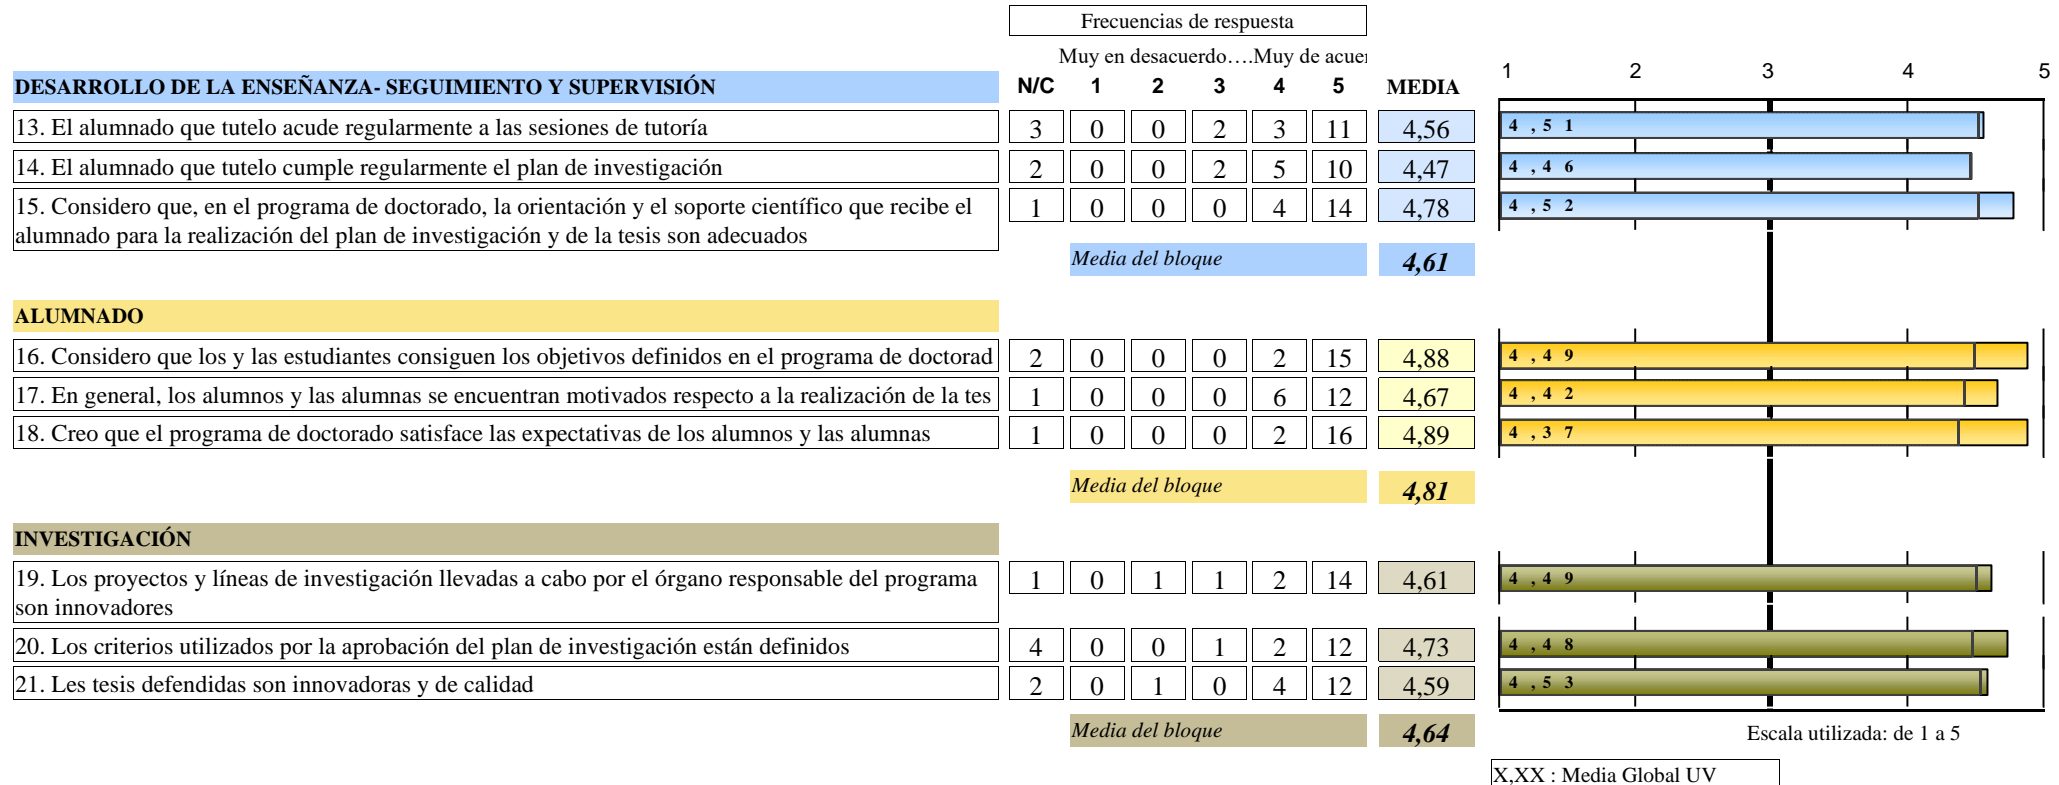 Frecuencias de respuesta
Muy en desacuerdo….Muy de acuer
DESARROLLO DE LA ENSEÑANZA- SEGUIMIENTO Y SUPERVISIÓN N/C 1 2 3 4 5 MEDIA 1 2 3 4 5
13. El alumnado que tutelo acude regularmente a las sesiones de tutoría 3 0 0 2 3 11 4,56 4,51
14. El alumnado que tutelo cumple regularmente el plan de investigación 2 0 0 2 5 10 4,47 4,46
15. Considero que, en el programa de doctorado, la orientación y el soporte científico que recibe el 1 0 0 0 4 14 4,78 4,52
alumnado para la realización del plan de investigación y de la tesis son adecuados
Media del bloque 4,61
ALUMNADO
16. Considero que los y las estudiantes consiguen los objetivos definidos en el programa de doctorad 2 0 0 0 2 15 4,88 4,49
17. En general, los alumnos y las alumnas se encuentran motivados respecto a la realización de la tes 1 0 0 0 6 12 4,67 4,42
18. Creo que el programa de doctorado satisface las expectativas de los alumnos y las alumnas 1 0 0 0 2 16 4,89 4,37
Media del bloque 4,81
INVESTIGACIÓN
19. Los proyectos y líneas de investigación llevadas a cabo por el órgano responsable del programa 1 0 1 1 2 14 4,61 4,49
son innovadores
20. Los criterios utilizados por la aprobación del plan de investigación están definidos 4 0 0 1 2 12 4,73 4,48
21. Les tesis defendidas son innovadoras y de calidad 2 0 1 0 4 12 4,59 4,53
Media del bloque 4,64 Escala utilizada: de 1 a 5
X,XX : Media Global UV